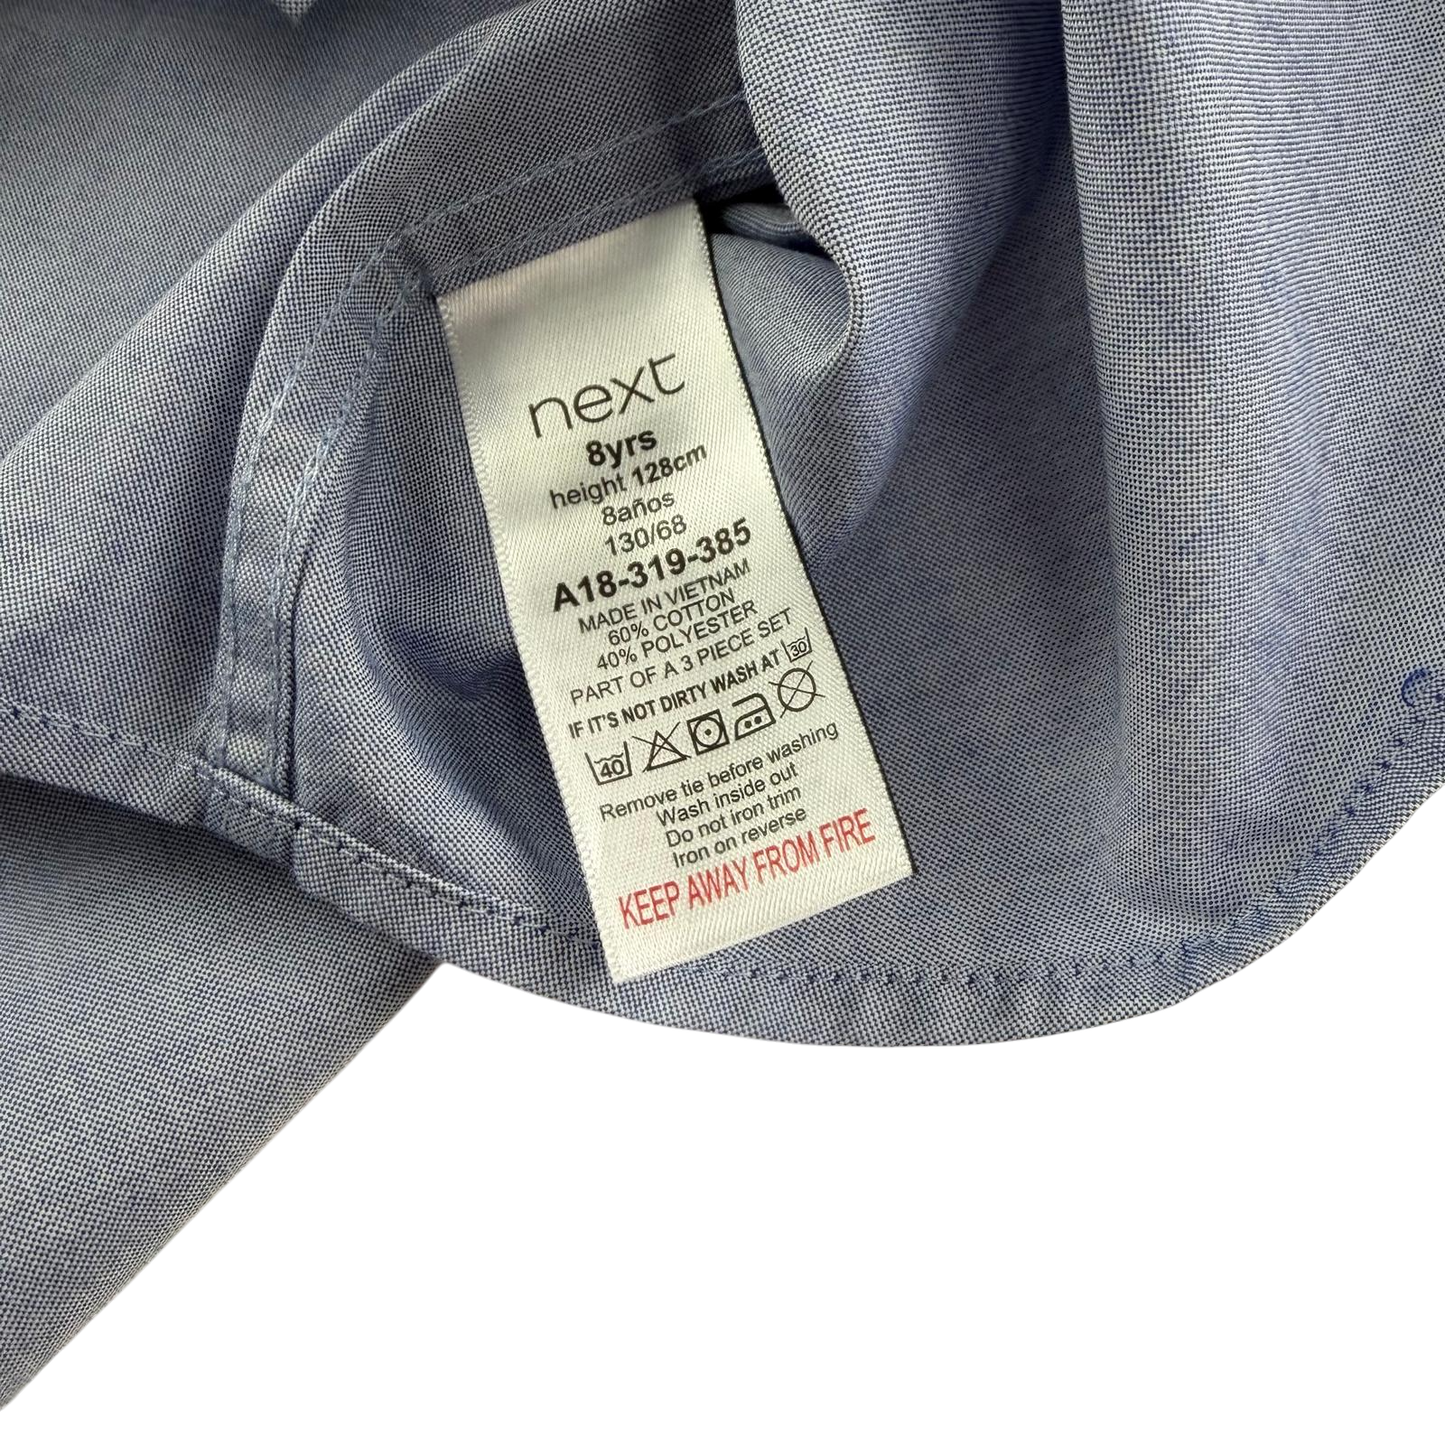 next
8yrs
height 128cm
8años
130/68
A18-319-385
MADE IN VIETNAM
60% COTTON
40% POLYESTER
PART OF A 3 PIECE SET
IF IT'S NOT DIRTY WASH AT 30
40
Remove tie before washing
Wash inside out
Do not iron trim
Iron on reverse
KEEP AWAY FROM FIRE